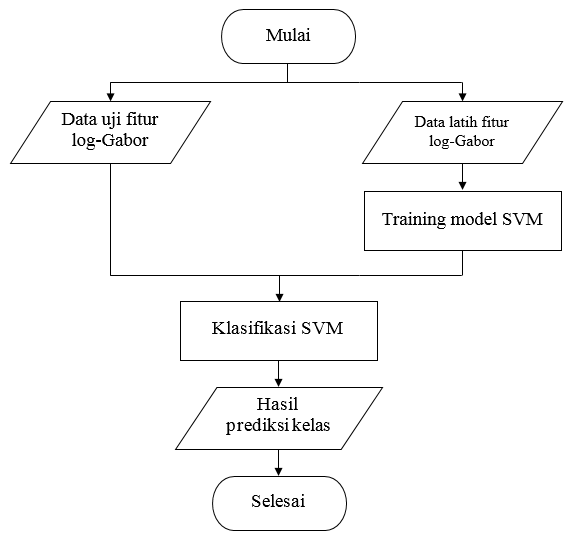 Mulai
Data uji fitur
log-Gabor
Data latih fitur
log-Gabor
Training model SVM
Klasifikasi SVM
Hasil
prediksi kelas
Selesai